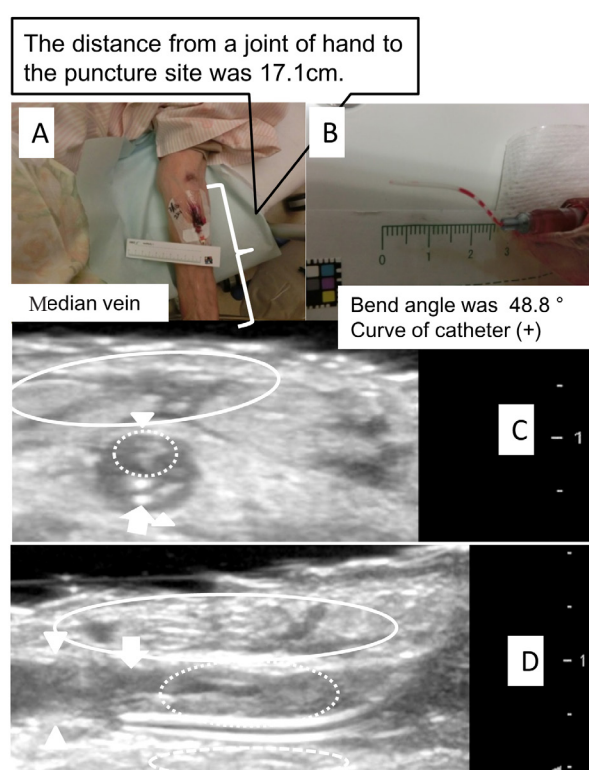 The distance from a joint of hand to
the puncture site was 17.1cm.
A
B
0 1 2 3
Median vein
Bend angle was 48.8 °
Curve of catheter (+)
C
1
D
1